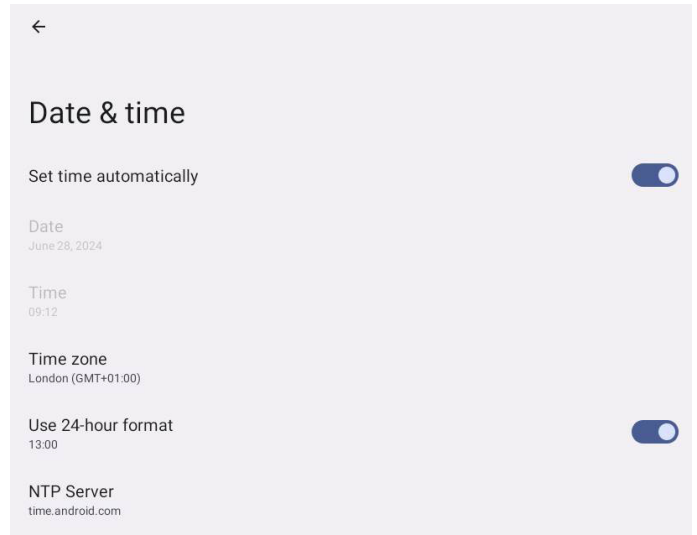 Date & time
Set time automatically
Date
June 28, 2024
Time
09:12
Time zone
London (GMT+01:00)
Use 24-hour format
13:00
NTP Server
time.android.com